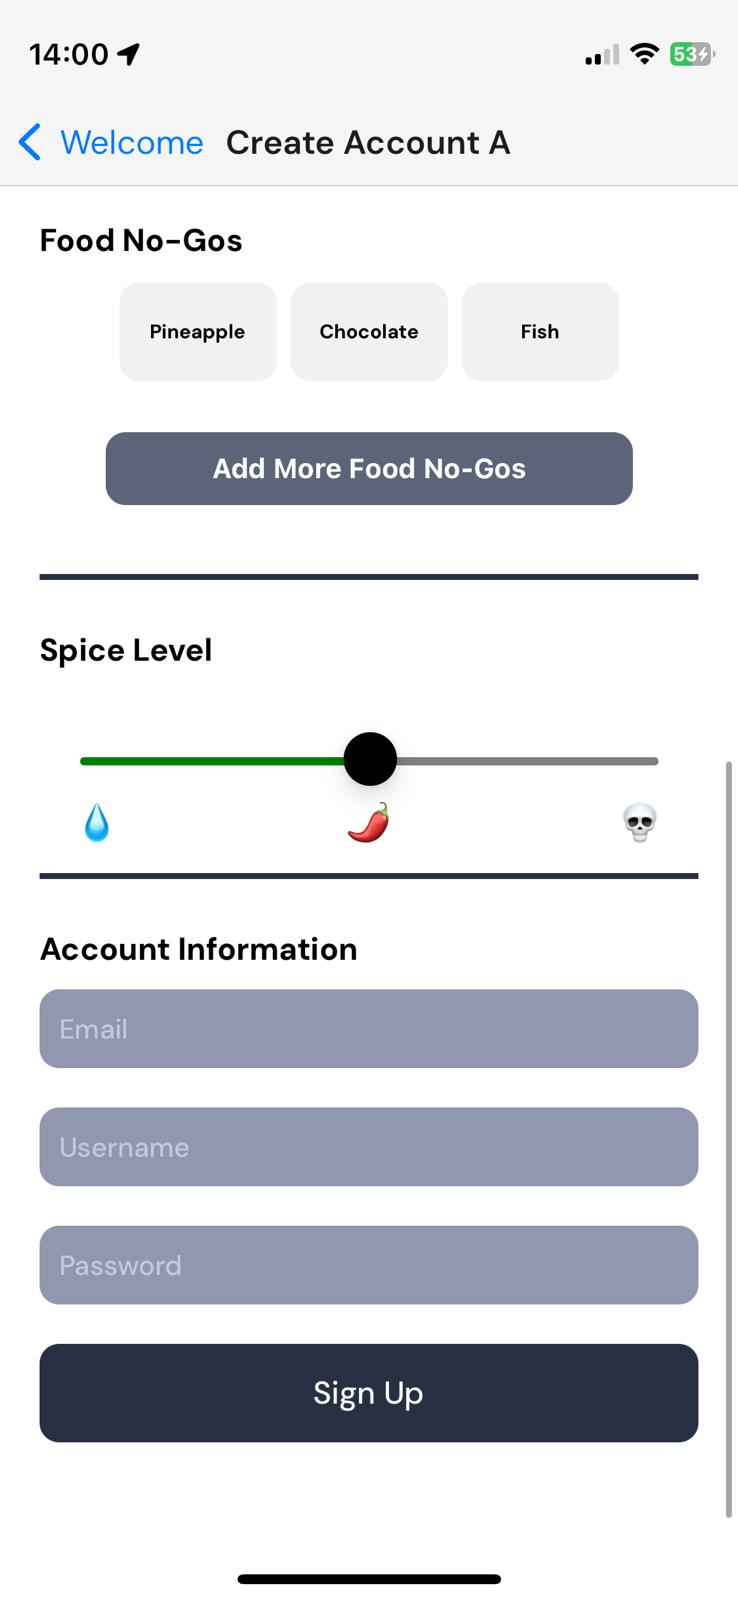 14:00
53
Welcome Create Account A
Food No-Gos
Pineapple Chocolate Fish
Add More Food No-Gos
Spice Level
Account Information
Email
Username
Password
Sign Up